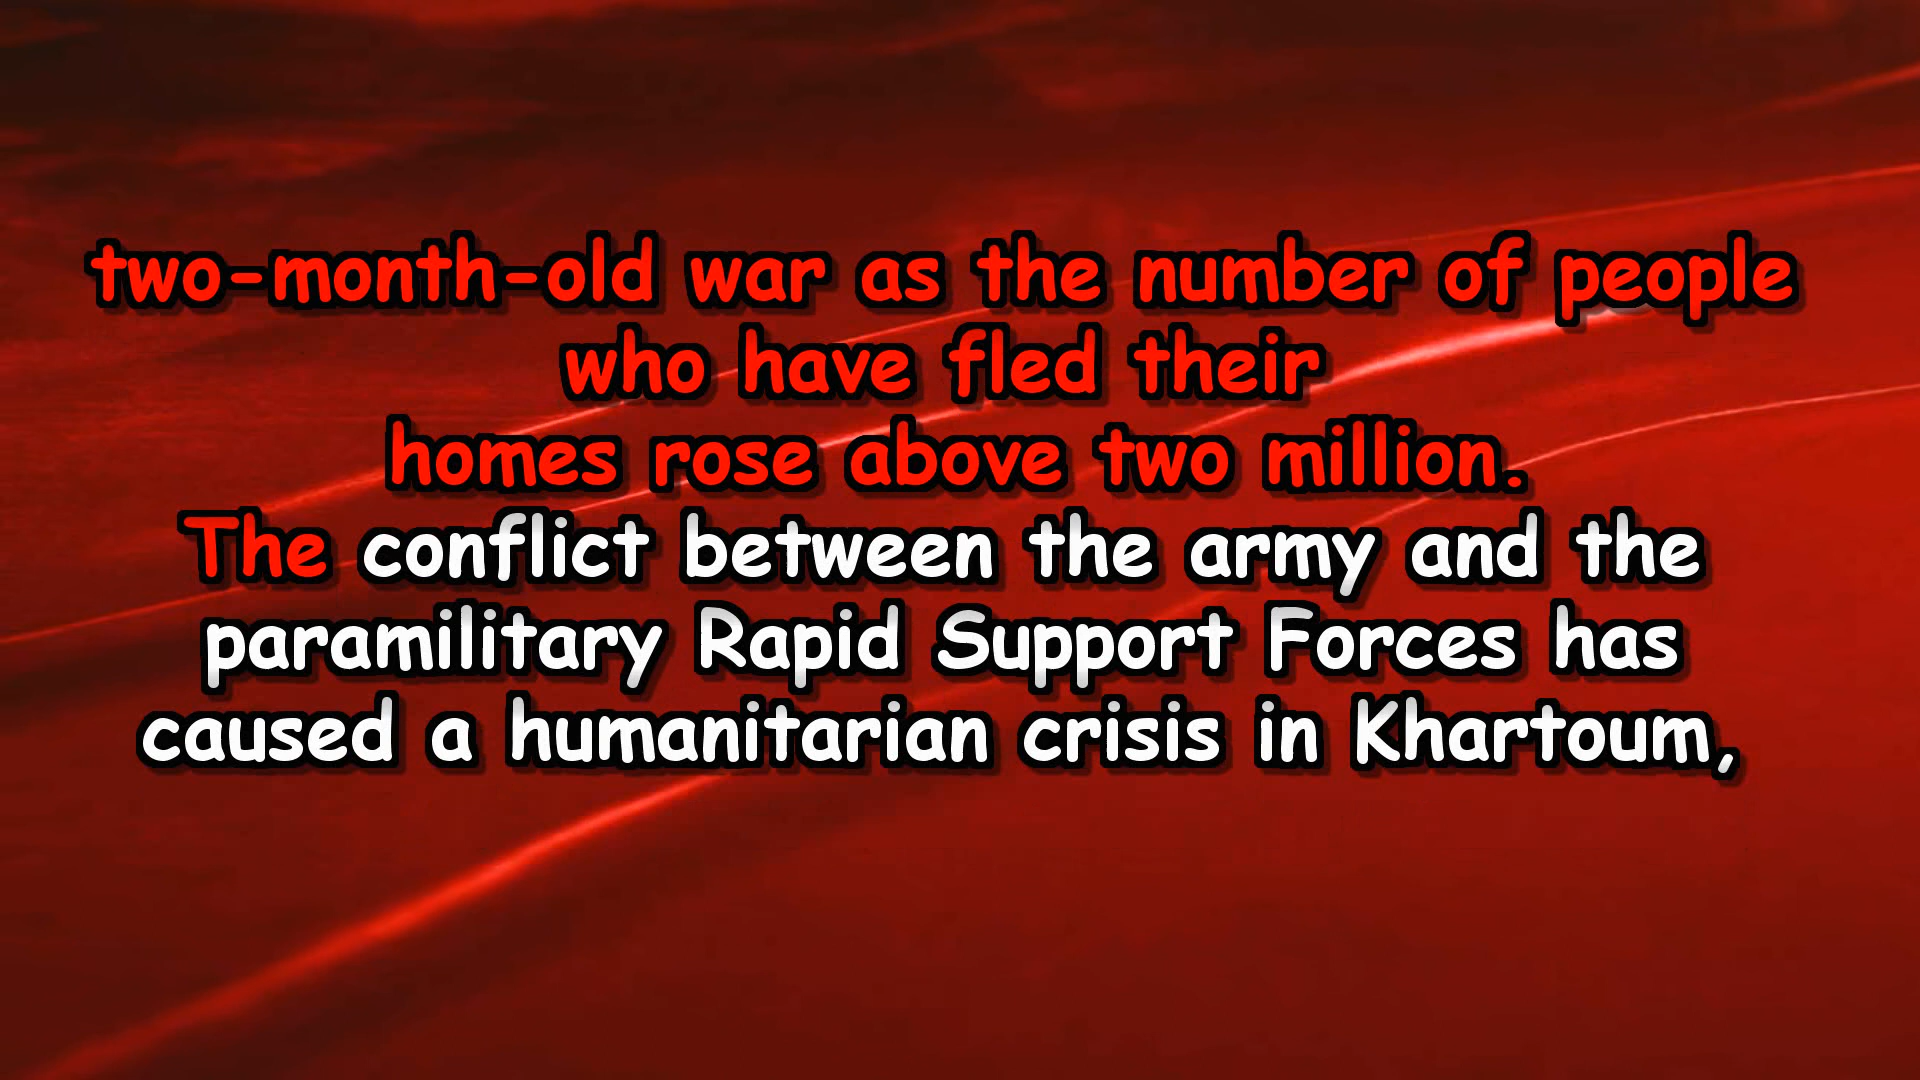 two-month-old war as the number of people
who have fled their
homes rose above two million.
The conflict between the army and the
paramilitary Rapid Support Forces has
caused a humanitarian crisis in Khartoum,